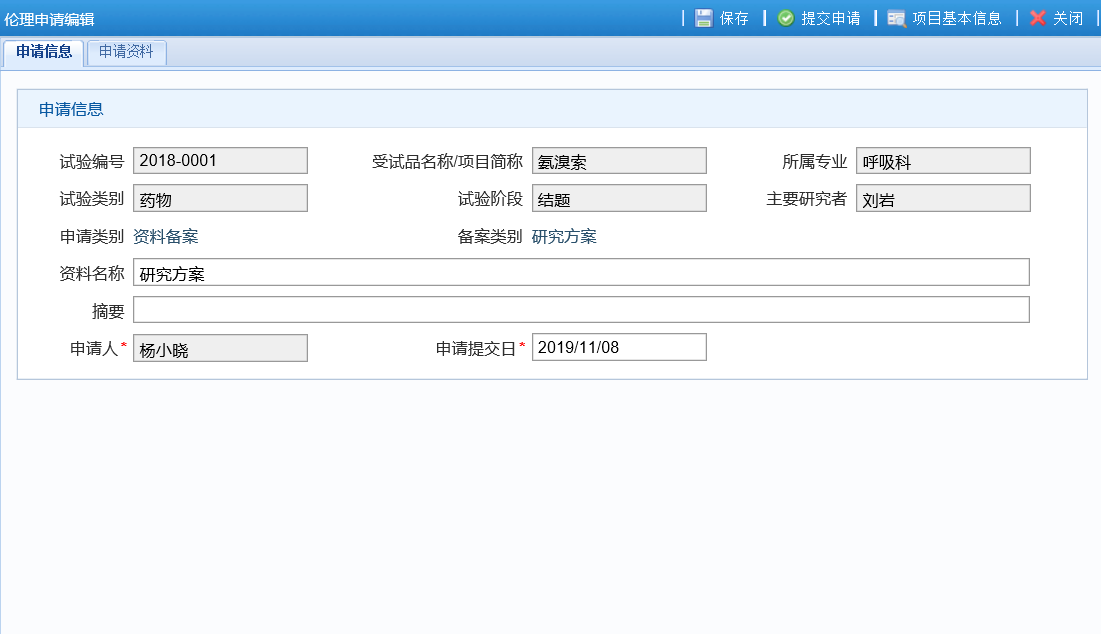 伦理申请编辑 | 保存 | 提交申请 | 项目基本信息 | 关闭 |
申请信息 申请资料
申请信息
试验编号 2018-0001 受试品名称/项目简称 氨溴索 所属专业 呼吸科
试验类别 药物 试验阶段 结题 主要研究者 刘岩
申请类别 资料备案 备案类别 研究方案
资料名称 研究方案
摘要
申请人* 杨小晓 申请提交日* 2019/11/08